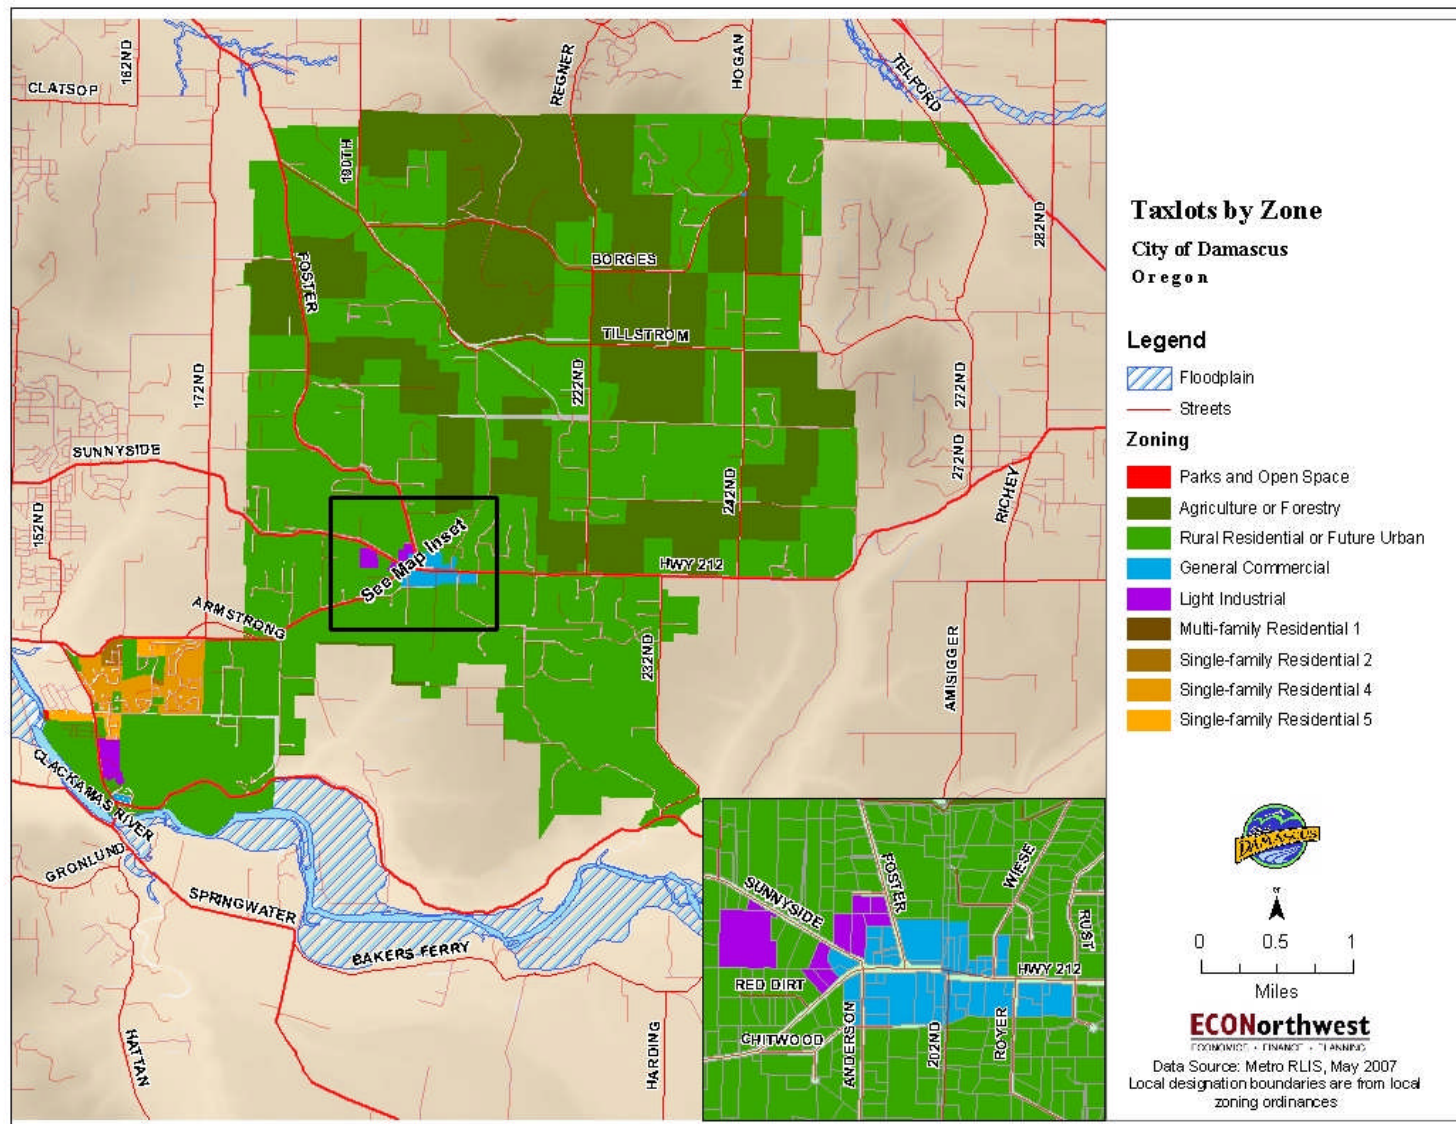 162ND
CLATSOP
REGNER
HOGAN
TELFORD
190TH
282ND
FOSTER
BORGES
TILLSTROM
172ND
222ND
272ND
SUNNYSIDE
272ND
242ND
RICHEY
152ND
See Map Inset
HWY 212
ARMSTRONG
232ND
AMISIGGER
CLACKAMAS RIVER
GRONLUND
SPRINGWATER
BAKERS FERRY
HATTAN
HARDING
SUNNYSIDE
FOSTER
WIESE
RUST
HWY 212
RED DIRT
CHITWOOD
ANDERSON
202ND
ROYER
Taxlots by Zone
City of Damascus
Oregon
Legend
Floodplain
Streets
Zoning
Parks and Open Space
Agriculture or Forestry
Rural Residential or Future Urban
General Commercial
Light Industrial
Multi-family Residential 1
Single-family Residential 2
Single-family Residential 4
Single-family Residential 5
DAMASCUS
0 0.5 1
Miles
ECONorthwest
ECONOMICS • FINANCE • PLANNING
Data Source: Metro RLIS, May 2007
Local designation boundaries are from local
zoning ordinances